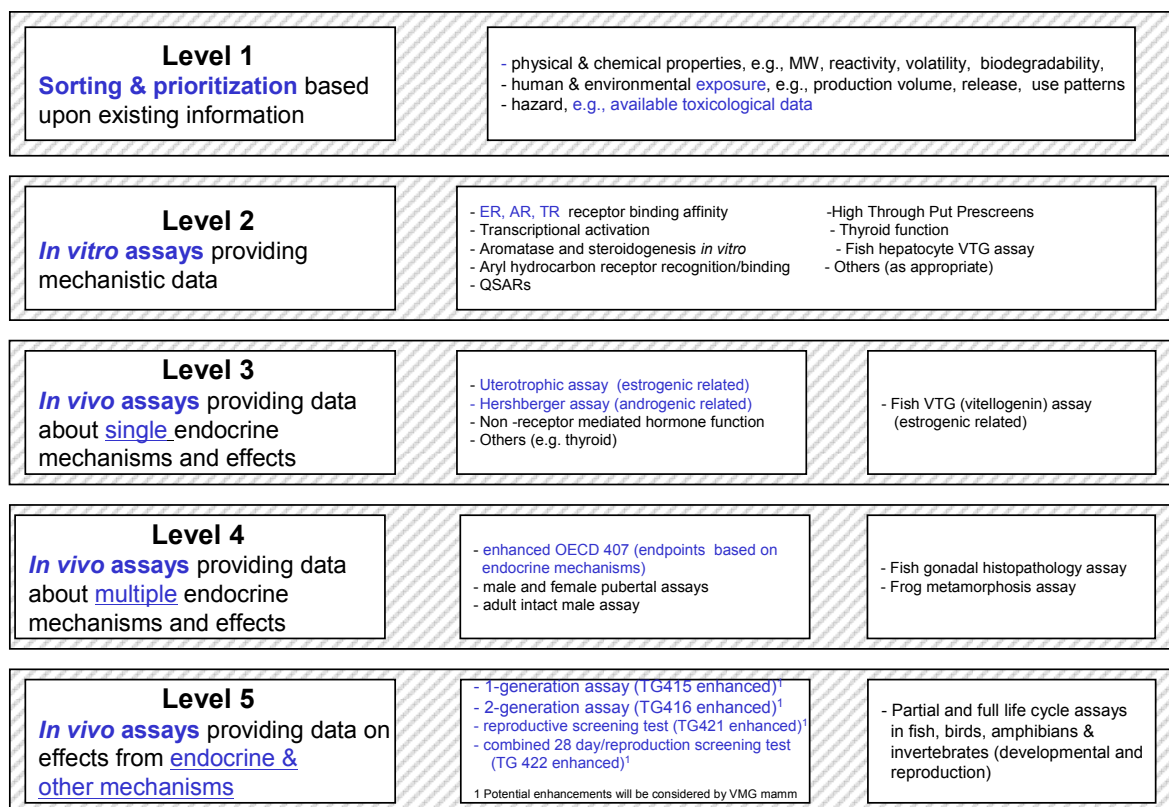 Level 1
Sorting & prioritization based
upon existing information
- physical & chemical properties, e.g., MW, reactivity, volatility, biodegradability,
- human & environmental exposure, e.g., production volume, release, use patterns
- hazard, e.g., available toxicological data
Level 2
In vitro assays providing
mechanistic data
- ER, AR, TR receptor binding affinity
- Transcriptional activation
- Aromatase and steroidogenesis in vitro
- Aryl hydrocarbon receptor recognition/binding
- QSARs
-High Through Put Prescreens
- Thyroid function
- Fish hepatocyte VTG assay
- Others (as appropriate)
Level 3
In vivo assays providing data
about single endocrine
mechanisms and effects
- Uterotrophic assay (estrogenic related)
- Hershberger assay (androgenic related)
- Non -receptor mediated hormone function
- Others (e.g. thyroid)
- Fish VTG (vitellogenin) assay
(estrogenic related)
Level 4
In vivo assays providing data
about multiple endocrine
mechanisms and effects
- enhanced OECD 407 (endpoints based on
endocrine mechanisms)
- male and female pubertal assays
- adult intact male assay
- Fish gonadal histopathology assay
- Frog metamorphosis assay
Level 5
In vivo assays providing data on
effects from endocrine &
other mechanisms
- 1-generation assay (TG415 enhanced)¹
- 2-generation assay (TG416 enhanced)¹
- reproductive screening test (TG421 enhanced)¹
- combined 28 day/reproduction screening test
(TG 422 enhanced)¹
1 Potential enhancements will be considered by VMG mamm
- Partial and full life cycle assays
in fish, birds, amphibians &
invertebrates (developmental and
reproduction)